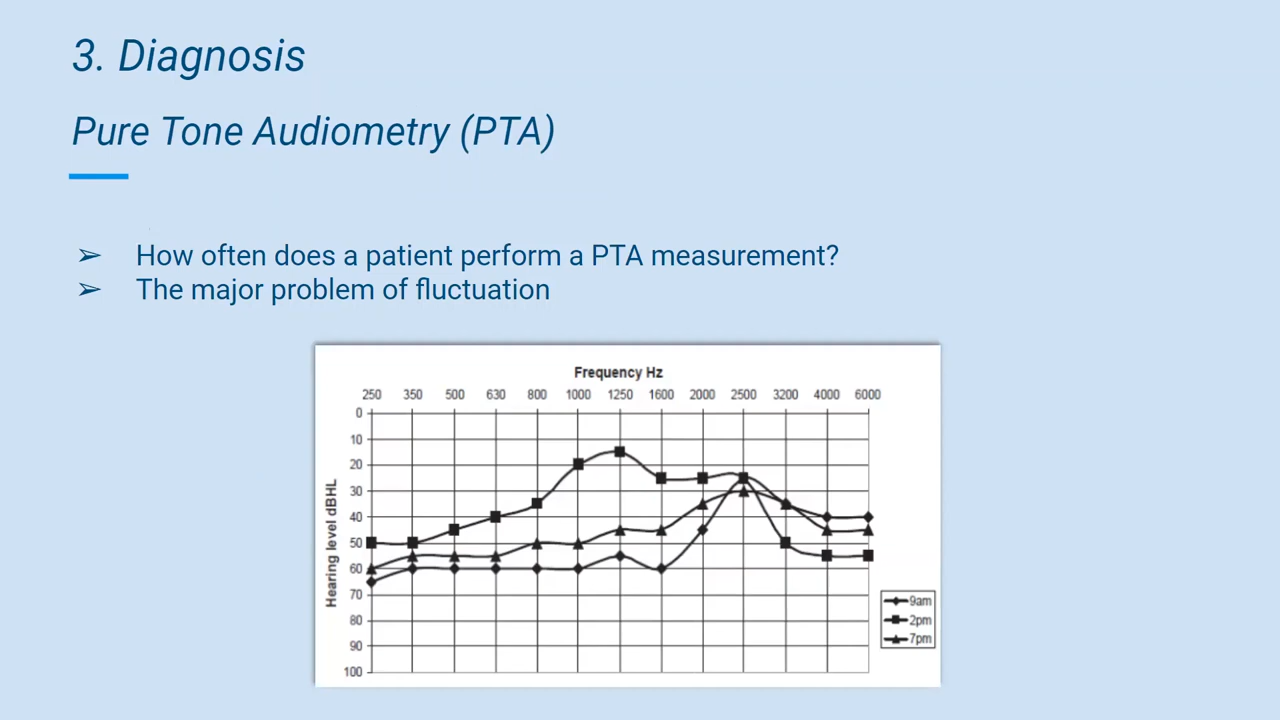 3. Diagnosis
Pure Tone Audiometry (PTA)
➢ How often does a patient perform a PTA measurement?
➢ The major problem of fluctuation
Frequency Hz
250 350 500 630 800 1000 1250 1600 2000 2500 3200 4000 6000
0
10
20
30
40
50
60
70
80
90
100
Hearing level dBHL
9am
2pm
7pm